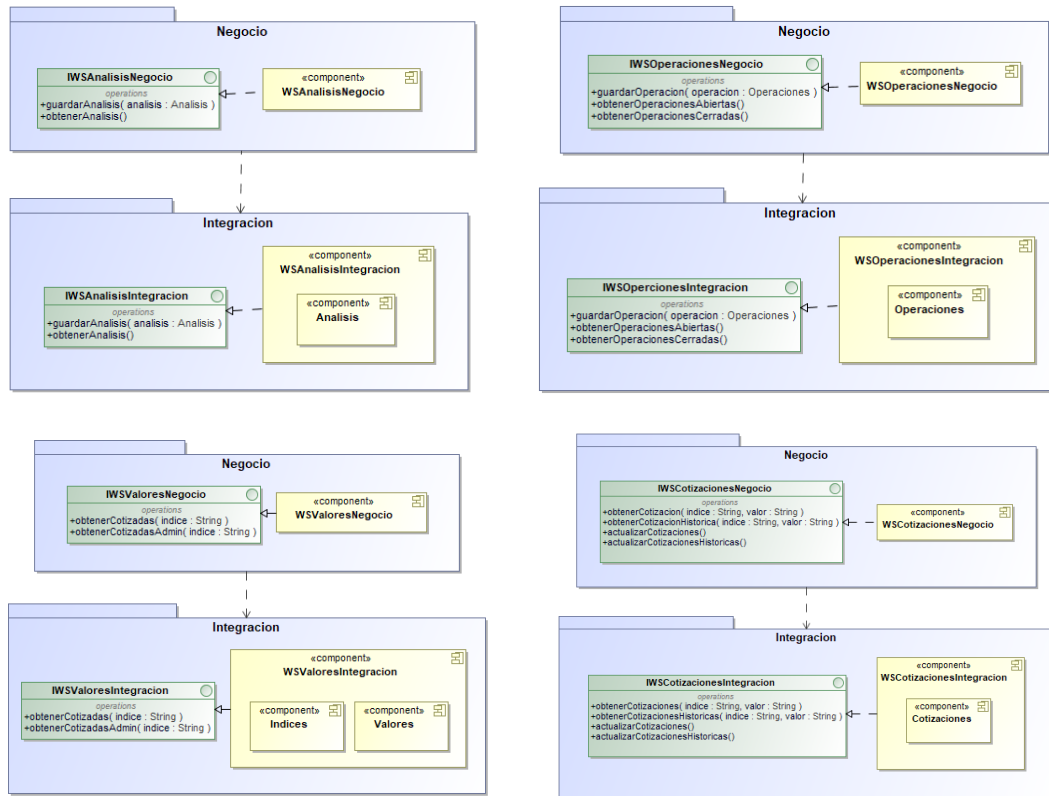 Negocio
IWSAnalisisNegocio
operations
+guardarAnalisis( analisis : Analisis )
+obtenerAnalisis()
«component»
WSAnalisisNegocio
Integracion
IWSAnalisisIntegracion
operations
+guardarAnalisis( analisis : Analisis )
+obtenerAnalisis()
«component»
WSAnalisisIntegracion
«component»
Analisis
Negocio
IWSOperacionesNegocio
operations
+guardarOperacion( operacion : Operaciones )
+obtenerOperacionesAbiertas()
+obtenerOperacionesCerradas()
«component»
WSOperacionesNegocio
Integracion
IWSOpercionesIntegracion
operations
+guardarOperacion( operacion : Operaciones )
+obtenerOperacionesAbiertas()
+obtenerOperacionesCerradas()
«component»
WSOperacionesIntegracion
«component»
Operaciones
Negocio
IWSValoresNegocio
operations
+obtenerCotizadas( indice : String )
+obtenerCotizadasAdmin( indice : String )
«component»
WSValoresNegocio
Integracion
IWSValoresIntegracion
operations
+obtenerCotizadas( indice : String )
+obtenerCotizadasAdmin( indice : String )
«component»
WSValoresIntegracion
«component»
Indices
«component»
Valores
Negocio
IWSCotizacionesNegocio
operations
+obtenerCotizacion( indice : String, valor : String )
+obtenerCotizacionHistorica( indice : String, valor : String )
+actualizarCotizaciones()
+actualizarCotizacionesHistoricas()
«component»
WSCotizacionesNegocio
Integracion
IWSCotizacionesIntegracion
operations
+obtenerCotizaciones( indice : String, valor : String )
+obtenerCotizacionesHistoricas( indice : String, valor : String )
+actualizarCotizaciones()
+actualizarCotizacionesHistoricas()
«component»
WSCotizacionesIntegracion
«component»
Cotizaciones